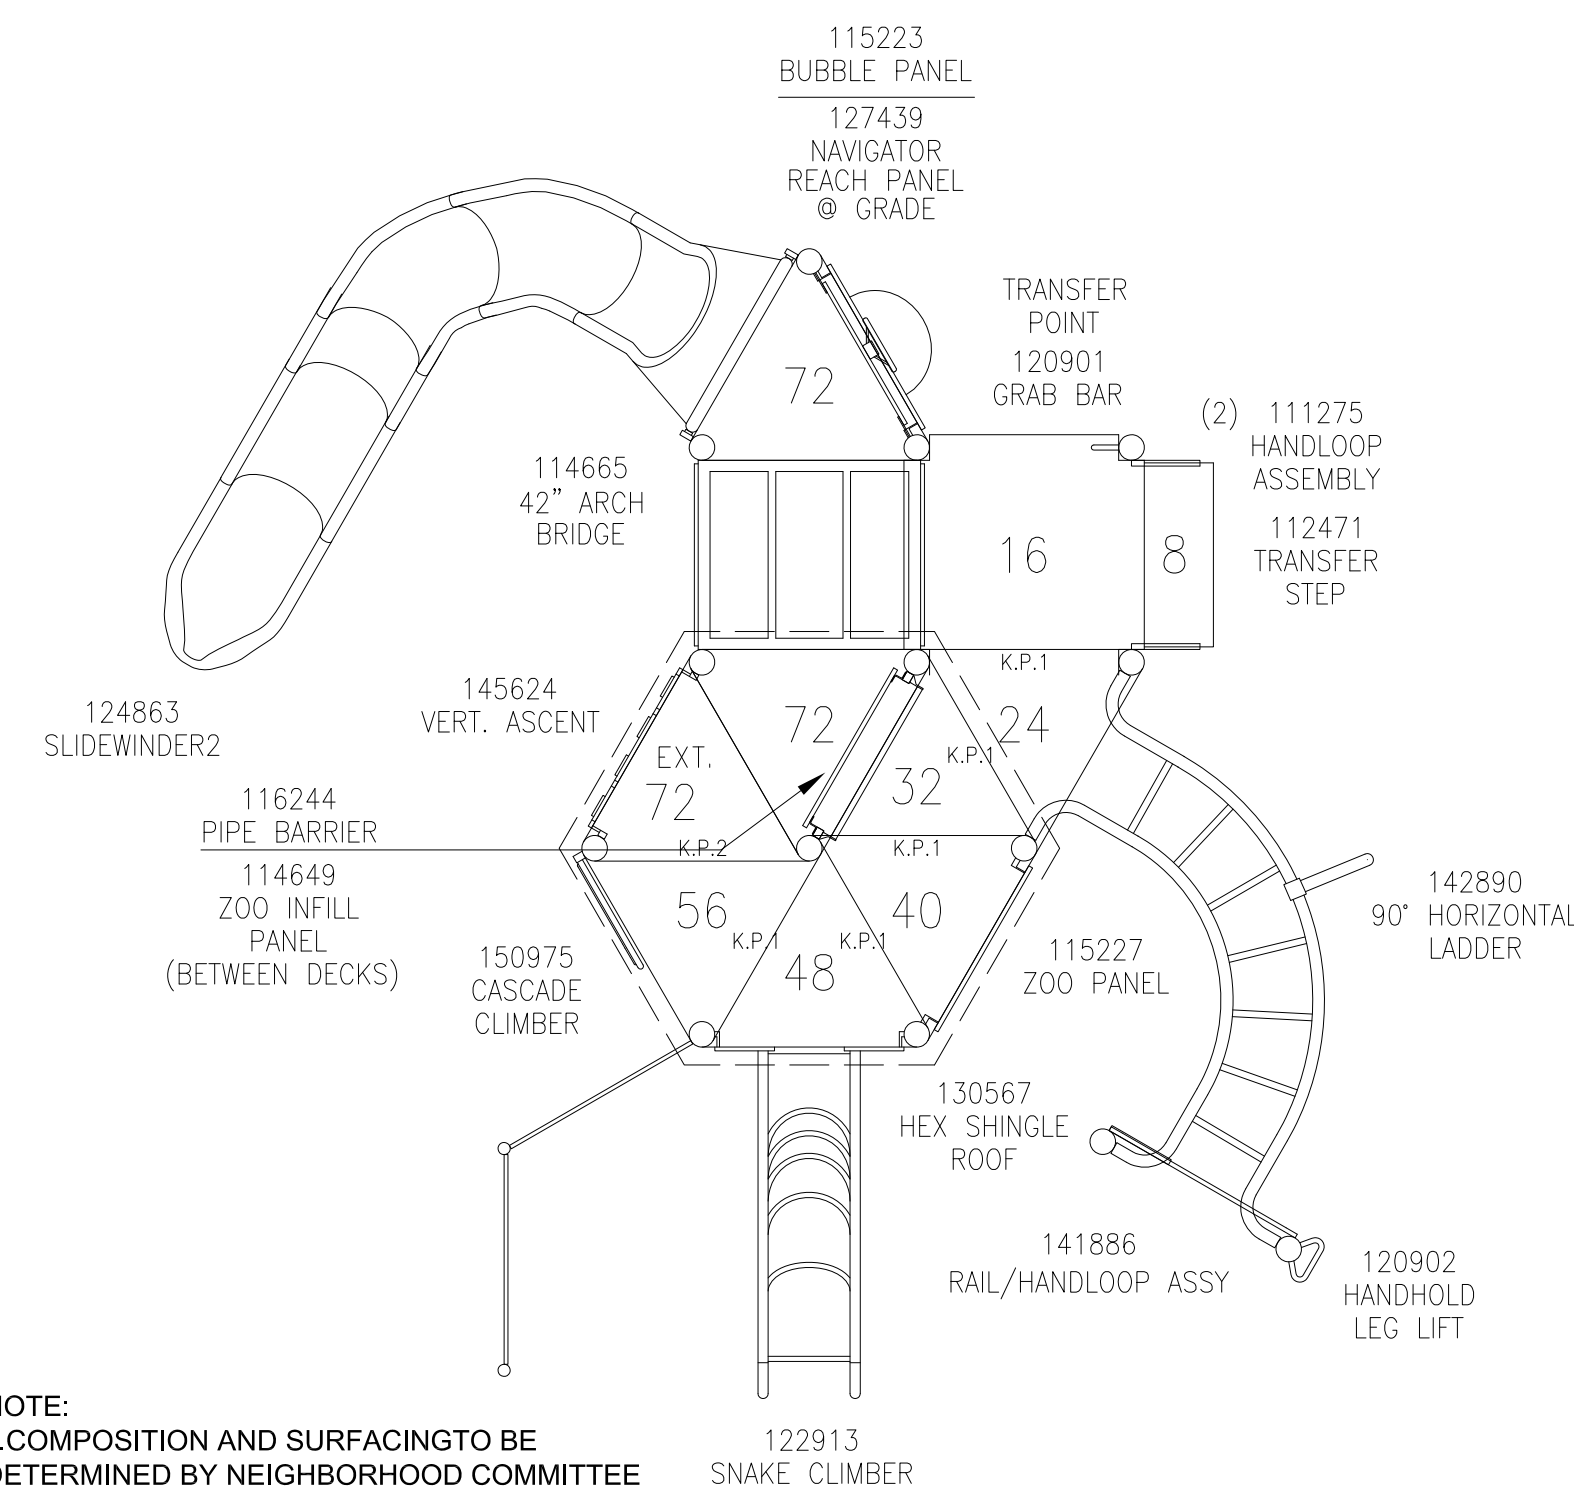 115223
BUBBLE PANEL
127439
NAVIGATOR
REACH PANEL
@ GRADE
TRANSFER
POINT
120901
GRAB BAR
72
(2) 111275
HANDLOOP
ASSEMBLY
114665
42" ARCH
BRIDGE
112471
TRANSFER
STEP
16
8
K.P.1
145624
VERT. ASCENT
124863
SLIDEWINDER2
72
24
EXT.
72
K.P.1
32
116244
PIPE BARRIER
K.P.2
K.P.1
114649
ZOO INFILL
PANEL
(BETWEEN DECKS)
56
40
K.P.1
K.P.1
48
142890
90° HORIZONTAL
LADDER
115227
ZOO PANEL
150975
CASCADE
CLIMBER
130567
HEX SHINGLE
ROOF
141886
RAIL/HANDLOOP ASSY
120902
HANDHOLD
LEG LIFT
NOTE:
.COMPOSITION AND SURFACINGTO BE
DETERMINED BY NEIGHBORHOOD COMMITTEE
122913
SNAKE CLIMBER